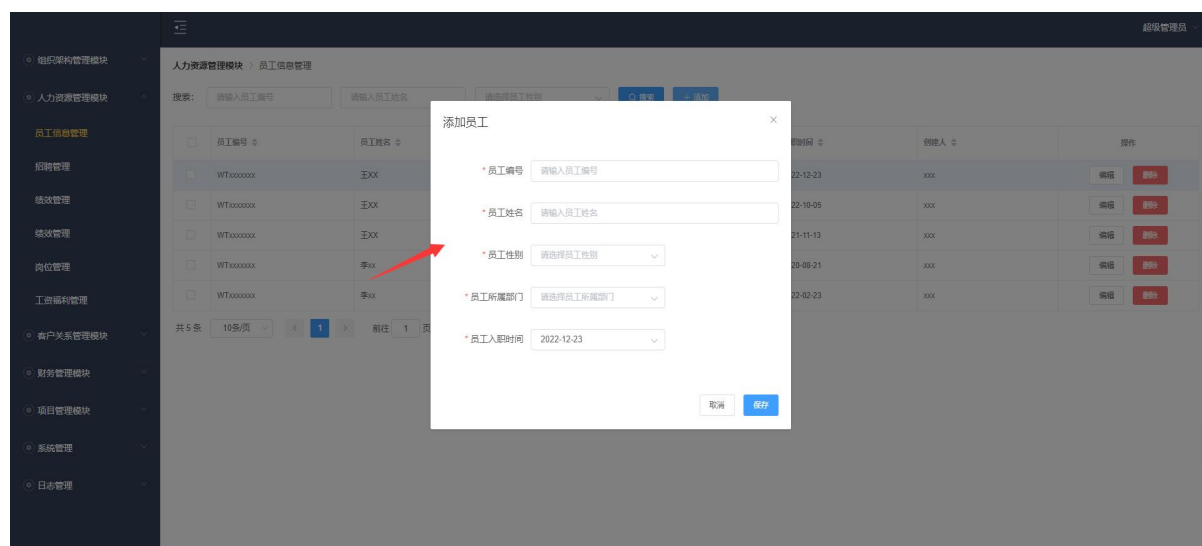 超级管理员
组织架构管理模块
人力资源管理模块
员工信息管理
招聘管理
绩效管理
绩效管理
岗位管理
工资福利管理
客户关系管理模块
财务管理模块
项目管理模块
系统管理
日志管理
人力资源管理模块 > 员工信息管理
搜索: 请输入员工编号 请输入员工姓名 请选择员工性别 搜索 + 添加
员工编号 员工姓名 职时间 创建人 操作
WTxxxxxxx 王XX 22-12-23 xxx 编辑 删除
WTxxxxxxx 王XX 22-10-05 xxx 编辑 删除
WTxxxxxxx 王XX 21-11-13 xxx 编辑 删除
WTxxxxxxx 李xx 20-08-21 xxx 编辑 删除
WTxxxxxxx 李xx 22-02-23 xxx 编辑 删除
共 5 条 10条/页 1 前往 1 页
添加员工
* 员工编号 请输入员工编号
* 员工姓名 请输入员工姓名
* 员工性别 请选择员工性别
* 员工所属部门 请选择员工所属部门
* 员工入职时间 2022-12-23
取消 保存